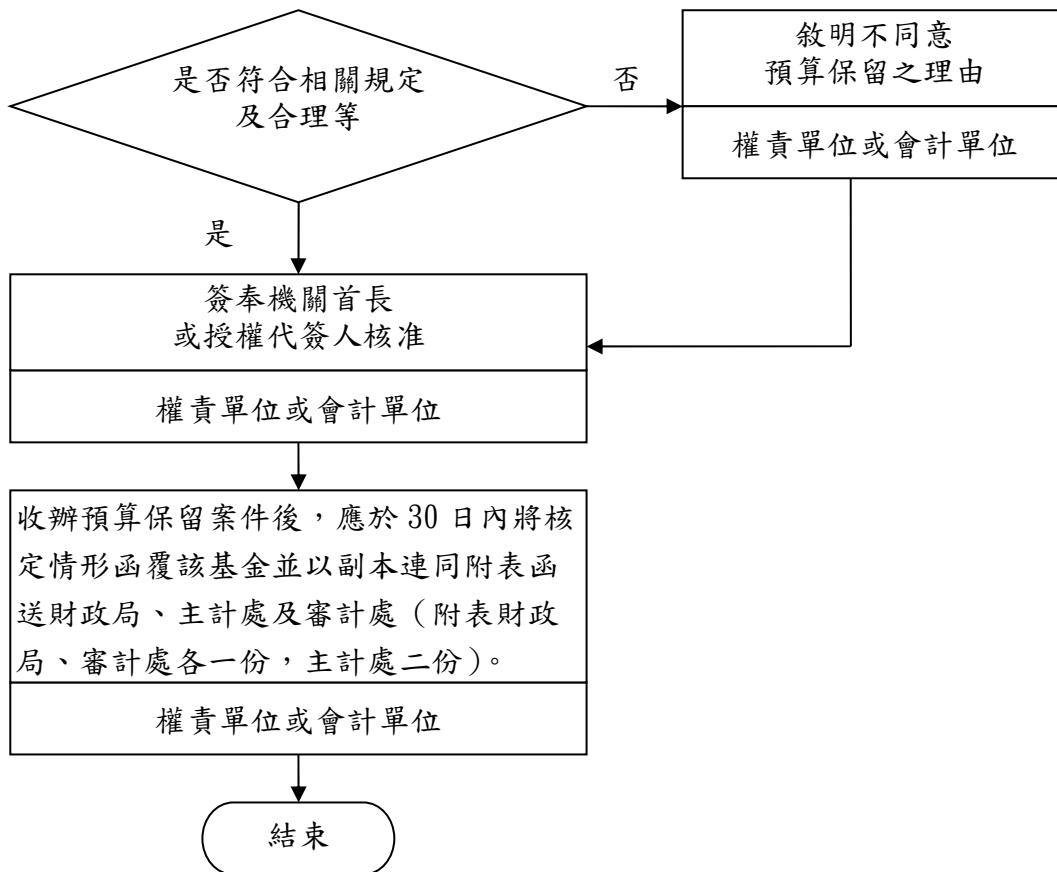 是否符合相關規定
及合理等
否
敘明不同意
預算保留之理由
權責單位或會計單位
是
簽奉機關首長
或授權代簽人核准
權責單位或會計單位
收辦預算保留案件後，應於 30 日內將核
定情形函覆該基金並以副本連同附表函
送財政局、主計處及審計處（附表財政
局、審計處各一份，主計處二份）。
權責單位或會計單位
結束